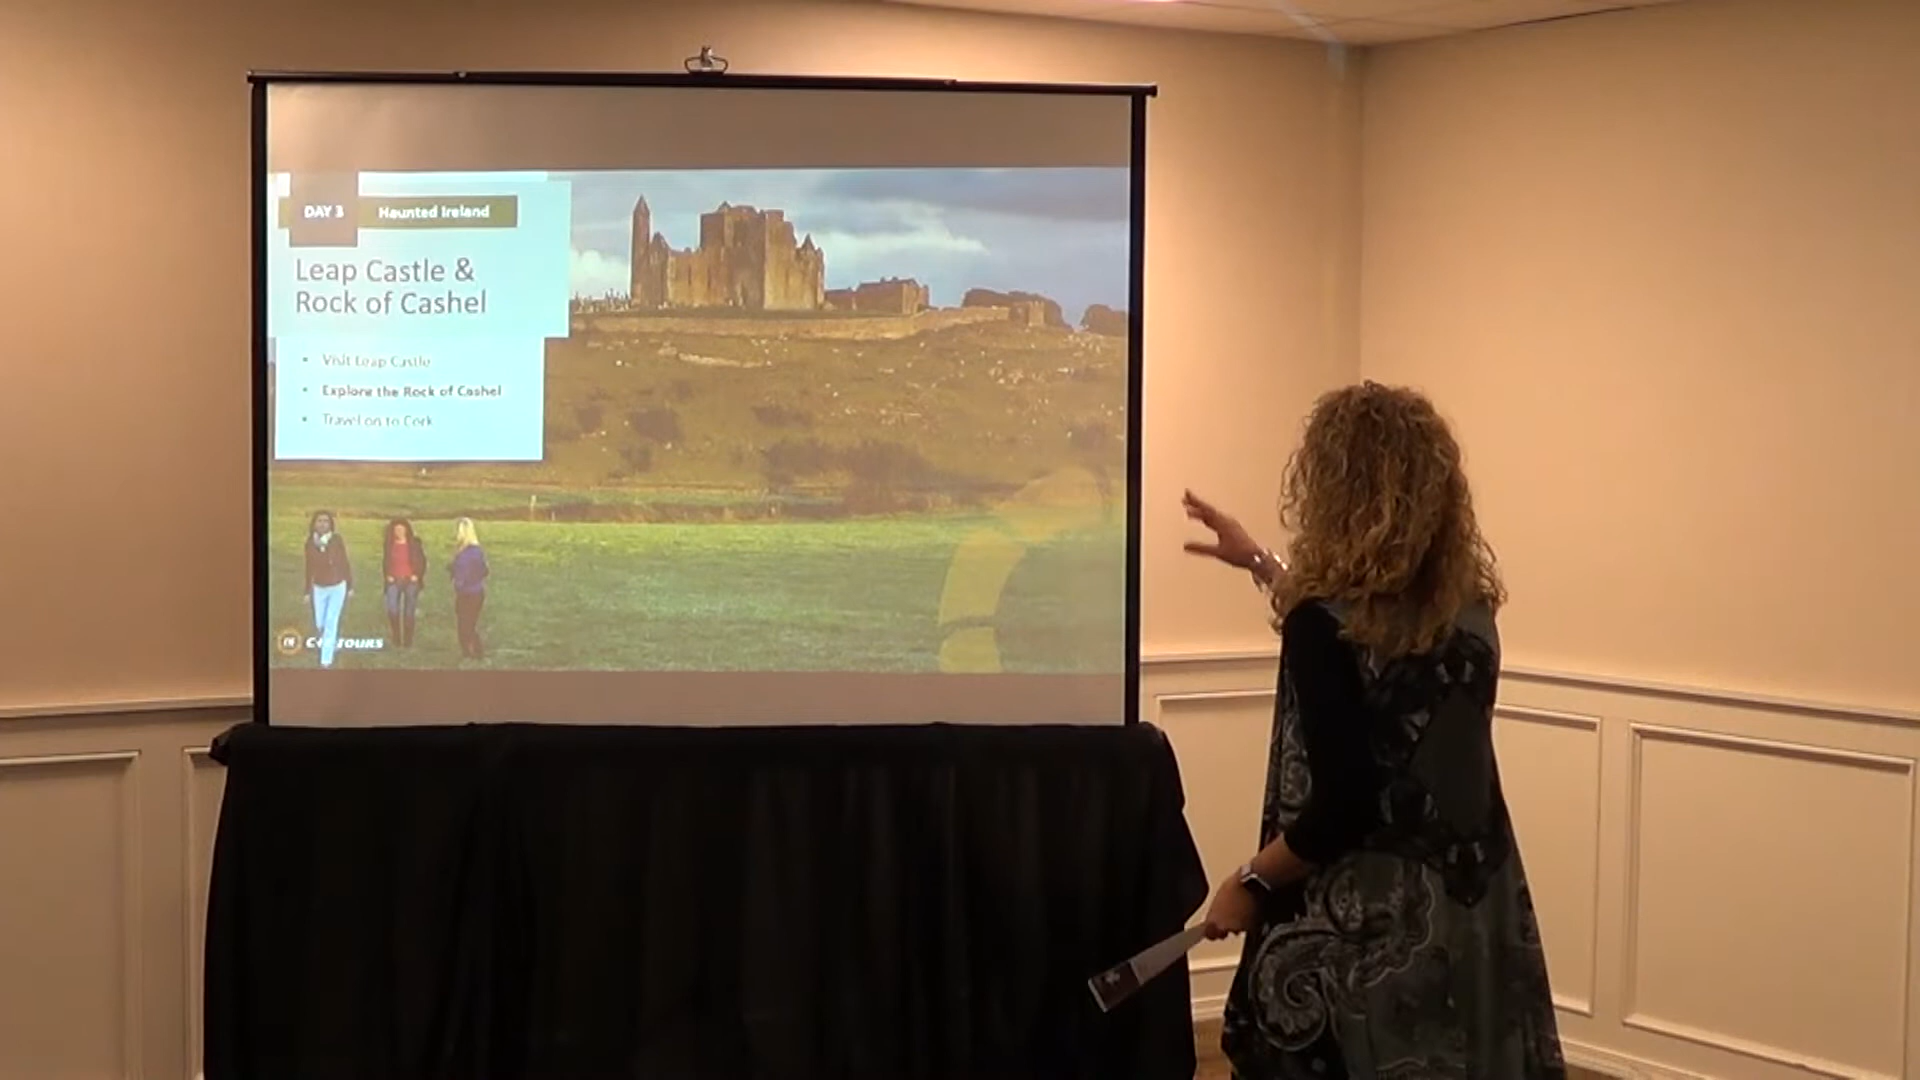 DAY 3
Haunted Ireland
Leap Castle &
Rock of Cashel
• Visit Leap Castle
• Explore the Rock of Cashel
• Travel on to Cork
TOURS